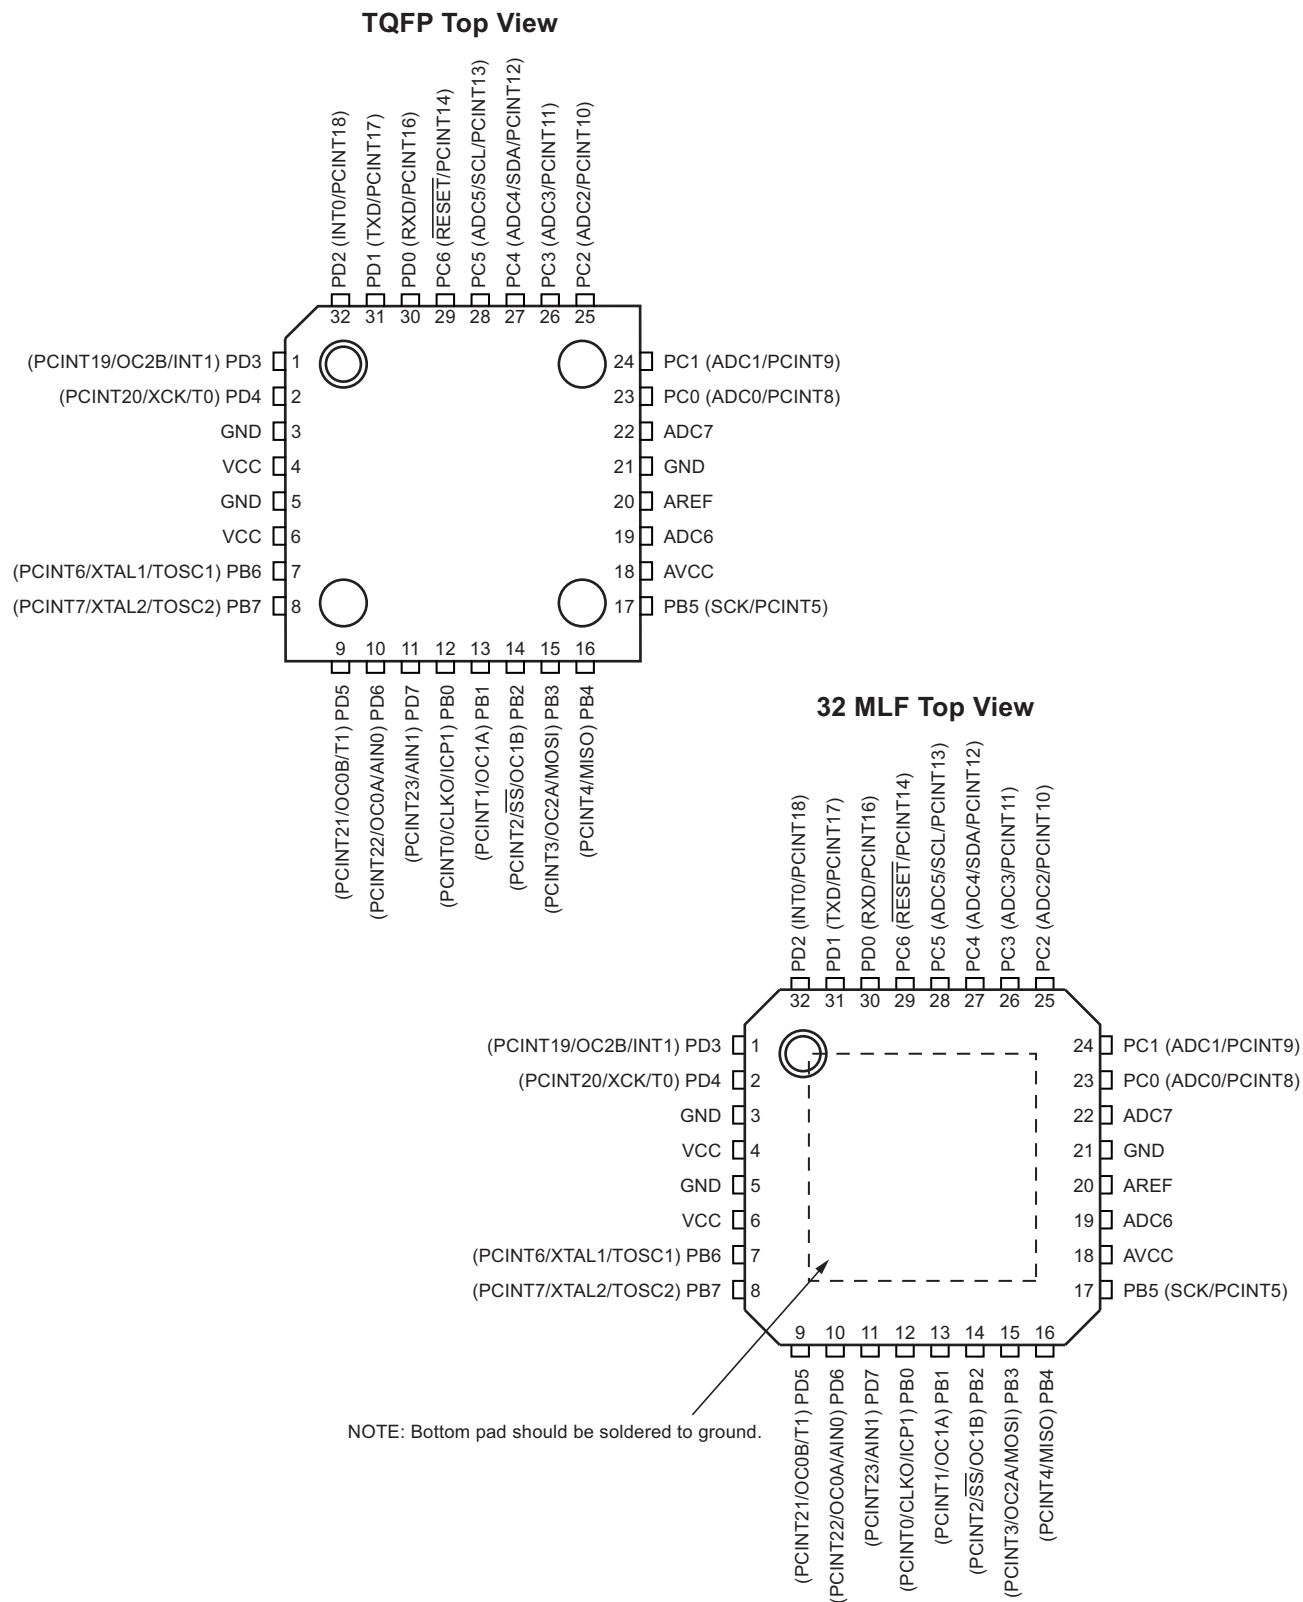 TQFP Top View
PD2 (INT0/PCINT18)
PD1 (TXD/PCINT17)
PD0 (RXD/PCINT16)
PC6 (RESET/PCINT14)
PC5 (ADC5/SCL/PCINT13)
PC4 (ADC4/SDA/PCINT12)
PC3 (ADC3/PCINT11)
PC2 (ADC2/PCINT10)
32 31 30 29 28 27 26 25
(PCINT19/OC2B/INT1) PD3 1
(PCINT20/XCK/T0) PD4 2
GND 3
VCC 4
GND 5
VCC 6
(PCINT6/XTAL1/TOSC1) PB6 7
(PCINT7/XTAL2/TOSC2) PB7 8
24 PC1 (ADC1/PCINT9)
23 PC0 (ADC0/PCINT8)
22 ADC7
21 GND
20 AREF
19 ADC6
18 AVCC
17 PB5 (SCK/PCINT5)
9 10 11 12 13 14 15 16
(PCINT21/OC0B/T1) PD5
(PCINT22/OC0A/AIN0) PD6
(PCINT23/AIN1) PD7
(PCINT0/CLKO/ICP1) PB0
(PCINT1/OC1A) PB1
(PCINT2/SS/OC1B) PB2
(PCINT3/OC2A/MOSI) PB3
(PCINT4/MISO) PB4
32 MLF Top View
PD2 (INT0/PCINT18)
PD1 (TXD/PCINT17)
PD0 (RXD/PCINT16)
PC6 (RESET/PCINT14)
PC5 (ADC5/SCL/PCINT13)
PC4 (ADC4/SDA/PCINT12)
PC3 (ADC3/PCINT11)
PC2 (ADC2/PCINT10)
32 31 30 29 28 27 26 25
(PCINT19/OC2B/INT1) PD3 1
(PCINT20/XCK/T0) PD4 2
GND 3
VCC 4
GND 5
VCC 6
(PCINT6/XTAL1/TOSC1) PB6 7
(PCINT7/XTAL2/TOSC2) PB7 8
24 PC1 (ADC1/PCINT9)
23 PC0 (ADC0/PCINT8)
22 ADC7
21 GND
20 AREF
19 ADC6
18 AVCC
17 PB5 (SCK/PCINT5)
9 10 11 12 13 14 15 16
(PCINT21/OC0B/T1) PD5
(PCINT22/OC0A/AIN0) PD6
(PCINT23/AIN1) PD7
(PCINT0/CLKO/ICP1) PB0
(PCINT1/OC1A) PB1
(PCINT2/SS/OC1B) PB2
(PCINT3/OC2A/MOSI) PB3
(PCINT4/MISO) PB4
NOTE: Bottom pad should be soldered to ground.